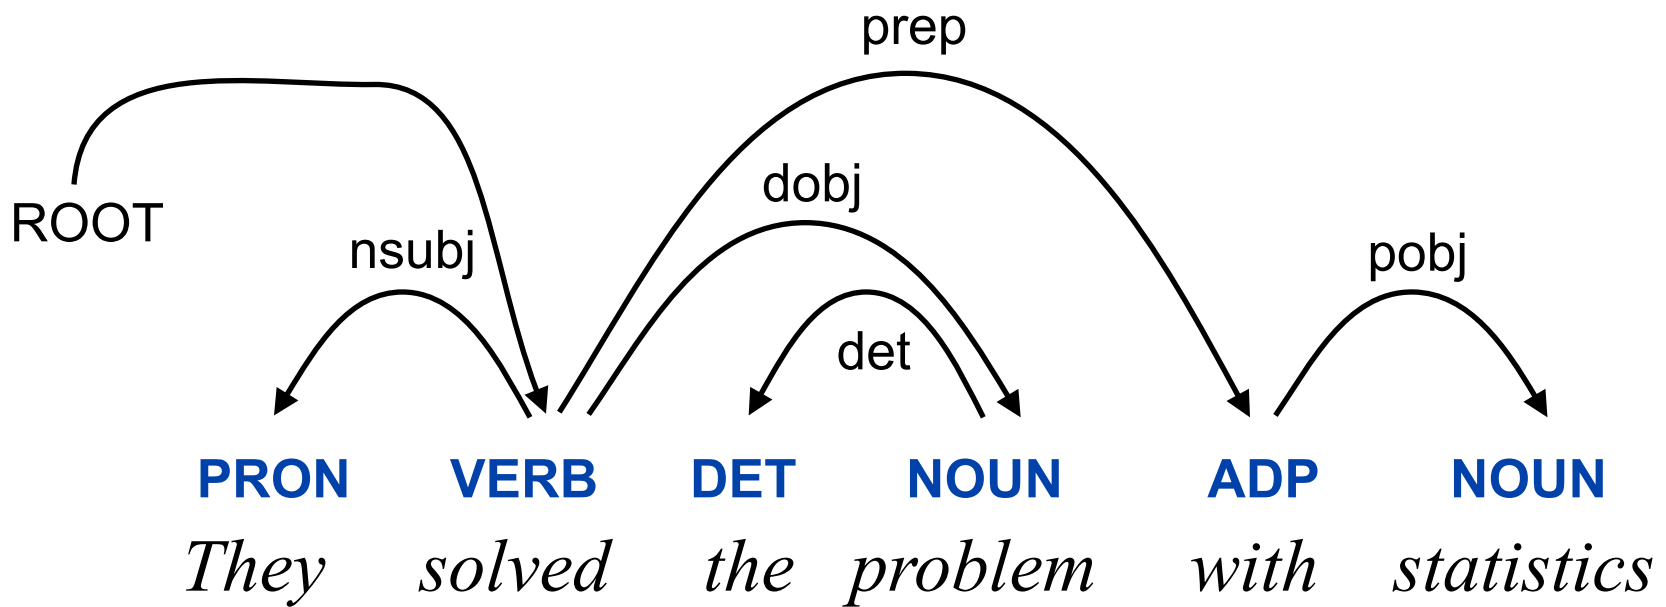 prep
dobj
ROOT
nsubj
pobj
det
PRON VERB DET NOUN ADP NOUN
They solved the problem with statistics